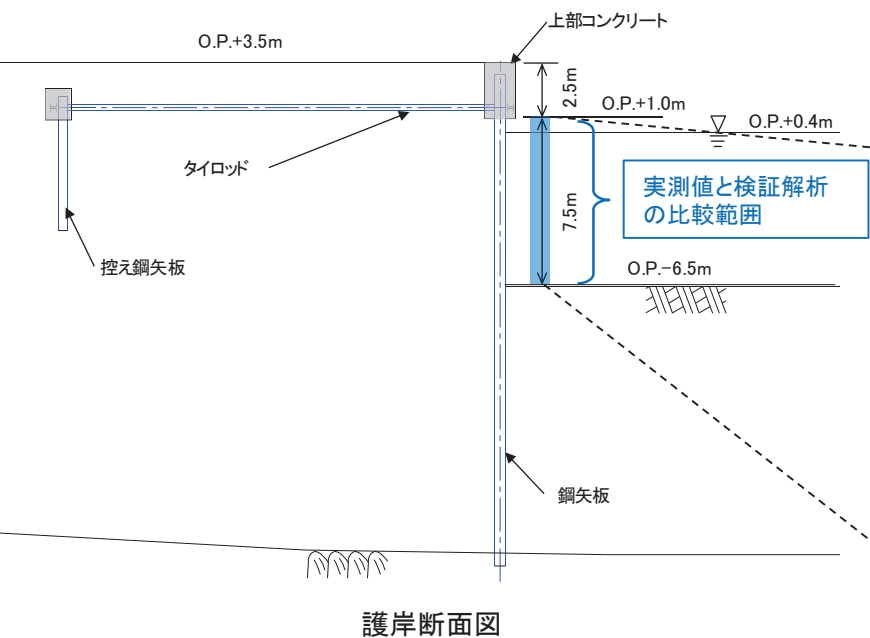 上部コンクリート
O.P.+3.5m
2.5m
O.P.+1.0m
O.P.+0.4m
タイロッド
実測値と検証解析
の比較範囲
7.5m
控え鋼矢板
O.P.-6.5m
鋼矢板
護岸断面図